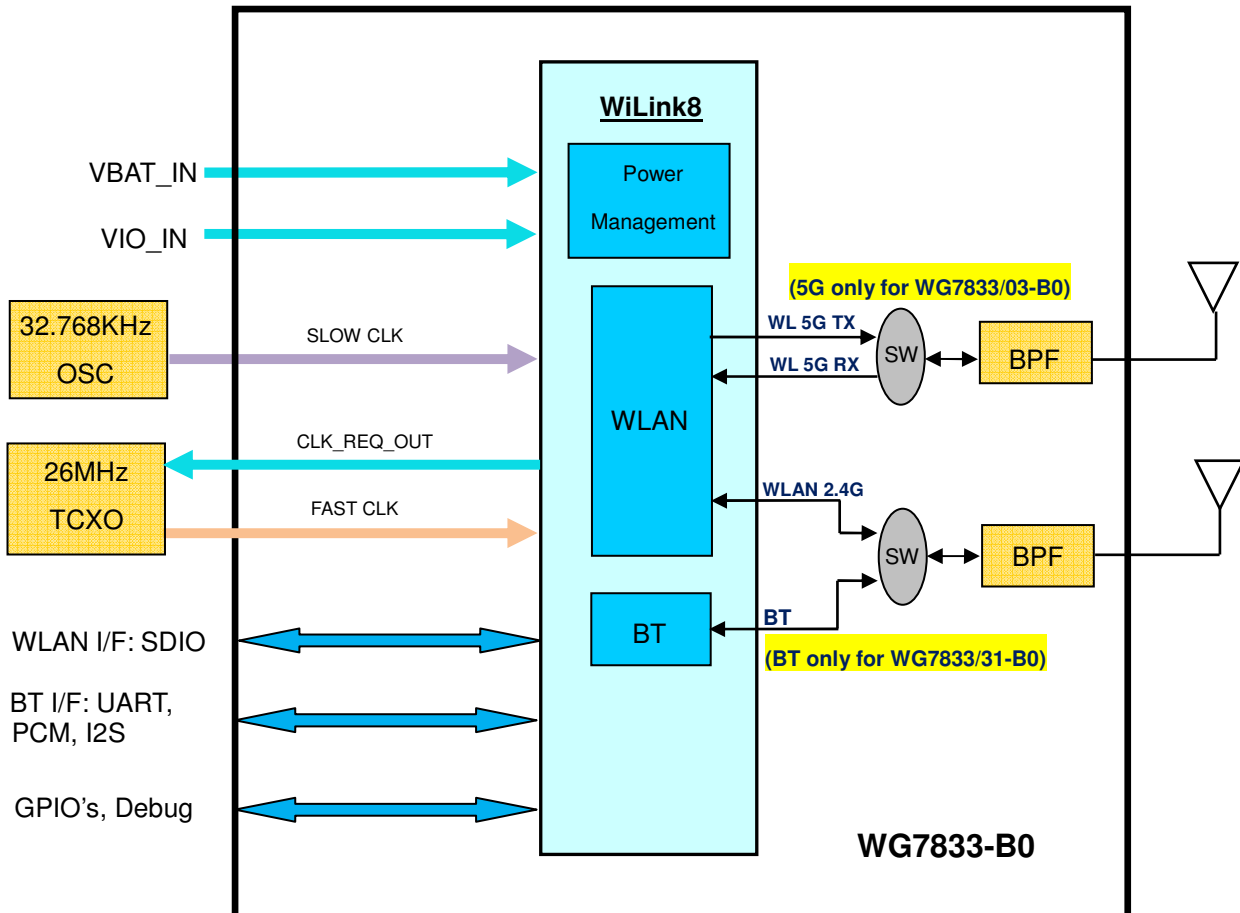 WiLink8
Power
Management
VBAT_IN
VIO_IN
(5G only for WG7833/03-B0)
32.768KHz
OSC
SLOW CLK
WL 5G TX
WL 5G RX
SW
BPF
WLAN
CLK_REQ_OUT
26MHz
TCXO
FAST CLK
WLAN 2.4G
SW
BPF
WLAN I/F: SDIO
BT
BT
(BT only for WG7833/31-B0)
BT I/F: UART,
PCM, I2S
GPIO's, Debug
WG7833-B0